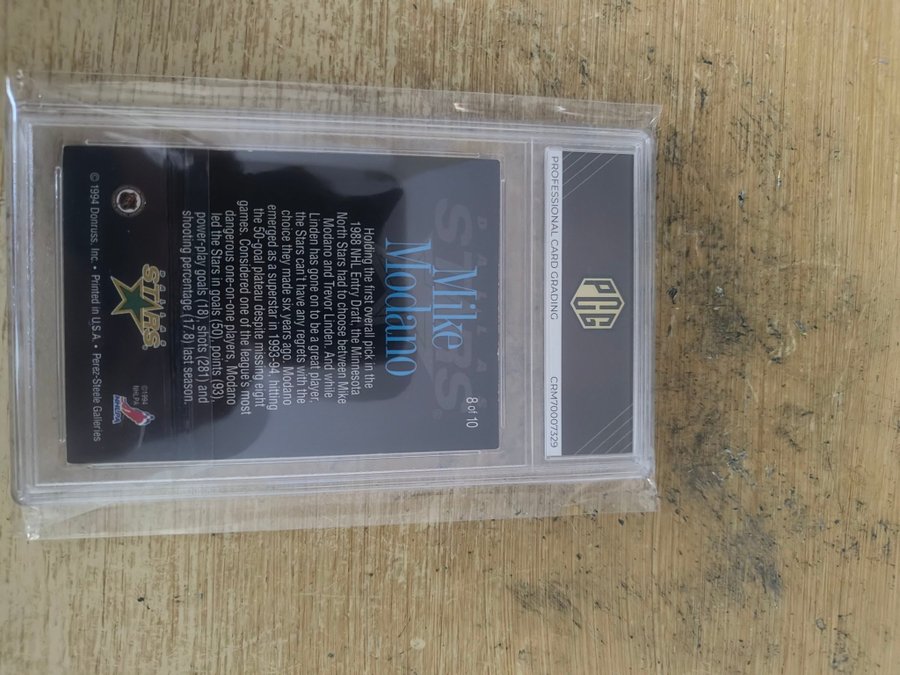 PCG
PROFESSIONAL CARD GRADING
CRM70007329
8 of 10
DALLAS
STARS®
Mike
Modano
Holding the first overall pick in the
1988 NHL Entry Draft, the Minnesota
North Stars had to choose between Mike
Modano and Trevor Linden. And while
Linden has gone on to be a great player,
the Stars can't have any regrets with the
choice they made six years ago. Modano
emerged as a superstar in 1993-94, hitting
the 50-goal plateau despite missing eight
games. Considered one of the league's most
dangerous one-on-one players, Modano
led the Stars in goals (50), points (93),
power-play goals (18), shots (281) and
shooting percentage (17.8) last season.
STARS
©1994
NHLPA
NHLPA
© 1994 Donruss, Inc. • Printed in U.S.A. • Perez-Steele Galleries